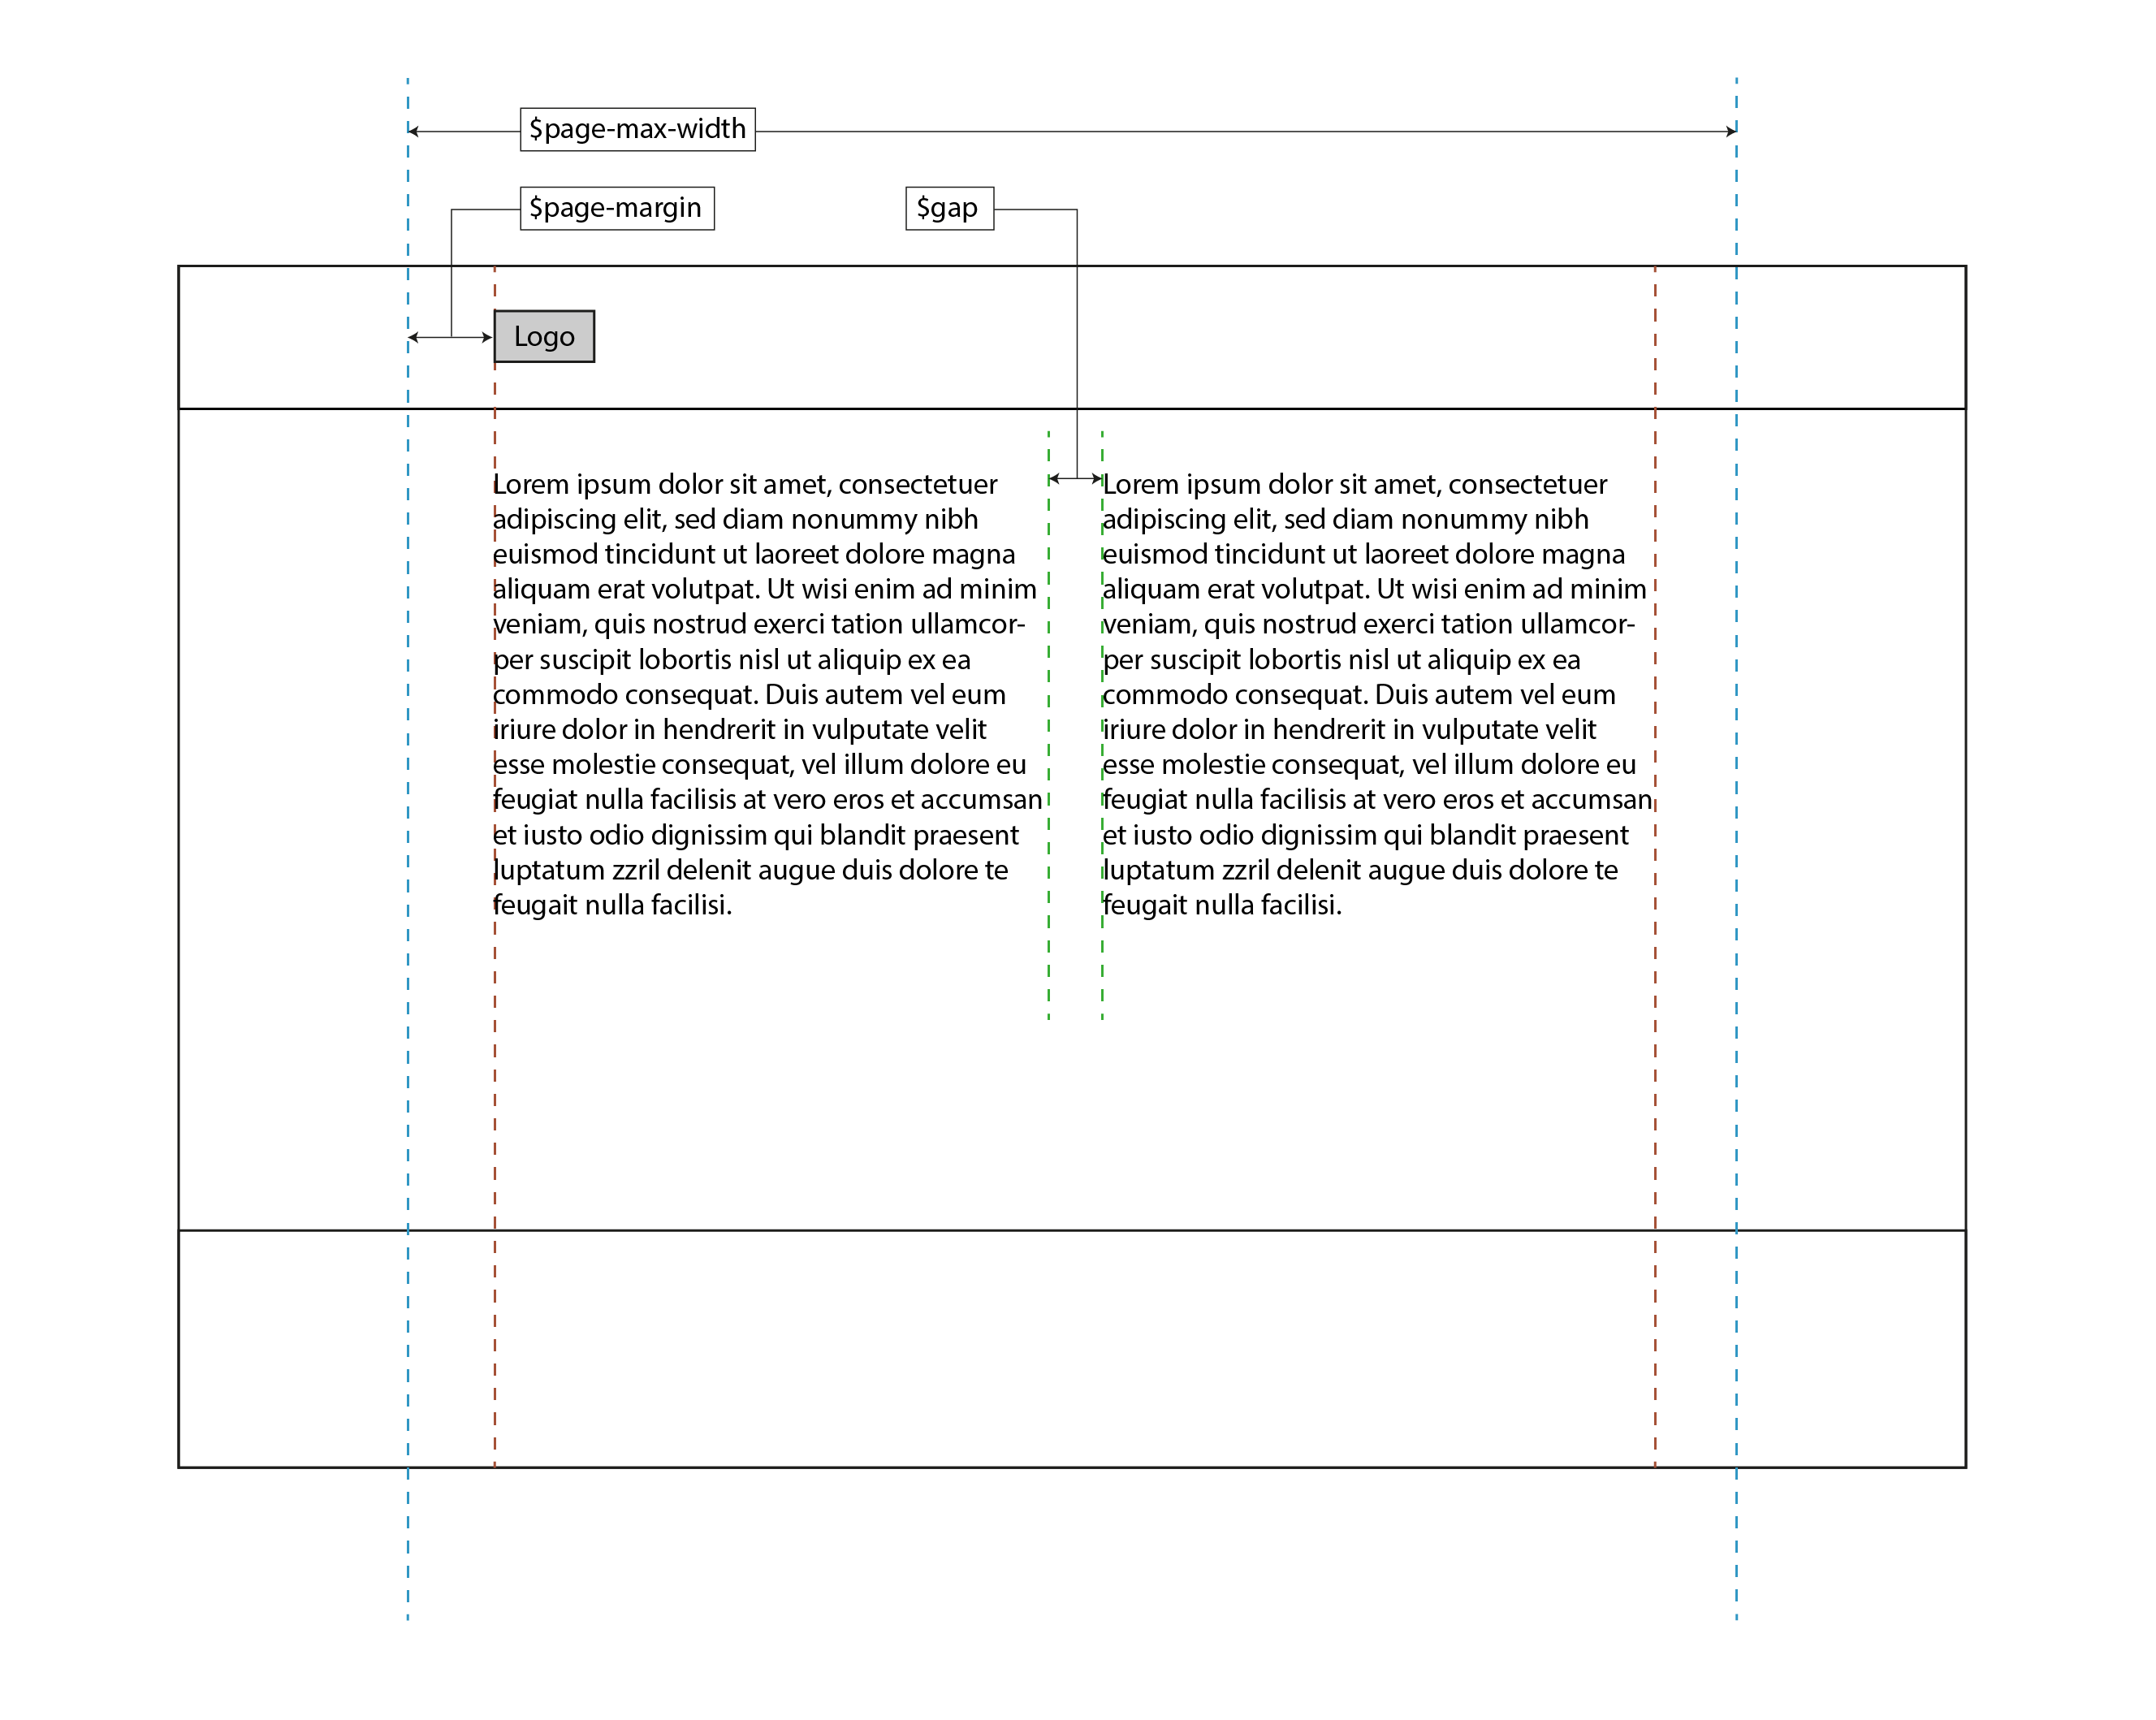 $page-max-width
$page-margin
$gap
Logo
Lorem ipsum dolor sit amet, consectetuer
adipiscing elit, sed diam nonummy nibh
euismod tincidunt ut laoreet dolore magna
aliquam erat volutpat. Ut wisi enim ad minim
veniam, quis nostrud exerci tation ullamcor-
per suscipit lobortis nisl ut aliquip ex ea
commodo consequat. Duis autem vel eum
iriure dolor in hendrerit in vulputate velit
esse molestie consequat, vel illum dolore eu
feugiat nulla facilisis at vero eros et accumsan
et iusto odio dignissim qui blandit praesent
luptatum zzril delenit augue duis dolore te
feugait nulla facilisi.
Lorem ipsum dolor sit amet, consectetuer
adipiscing elit, sed diam nonummy nibh
euismod tincidunt ut laoreet dolore magna
aliquam erat volutpat. Ut wisi enim ad minim
veniam, quis nostrud exerci tation ullamcor-
per suscipit lobortis nisl ut aliquip ex ea
commodo consequat. Duis autem vel eum
iriure dolor in hendrerit in vulputate velit
esse molestie consequat, vel illum dolore eu
feugiat nulla facilisis at vero eros et accumsan
et iusto odio dignissim qui blandit praesent
luptatum zzril delenit augue duis dolore te
feugait nulla facilisi.